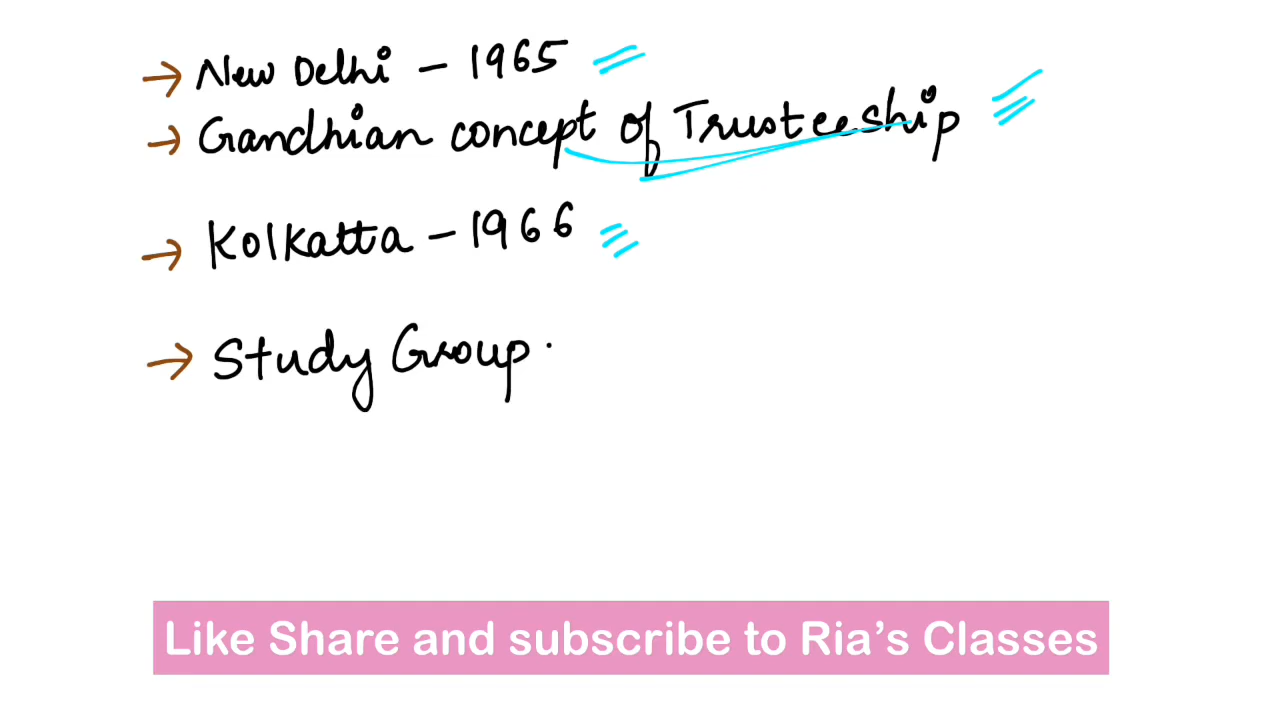 → New Delhi - 1965
→ Gandhian concept of Trusteeship
→ Kolkatta - 1966
→ Study Group .
Like Share and subscribe to Ria's Classes